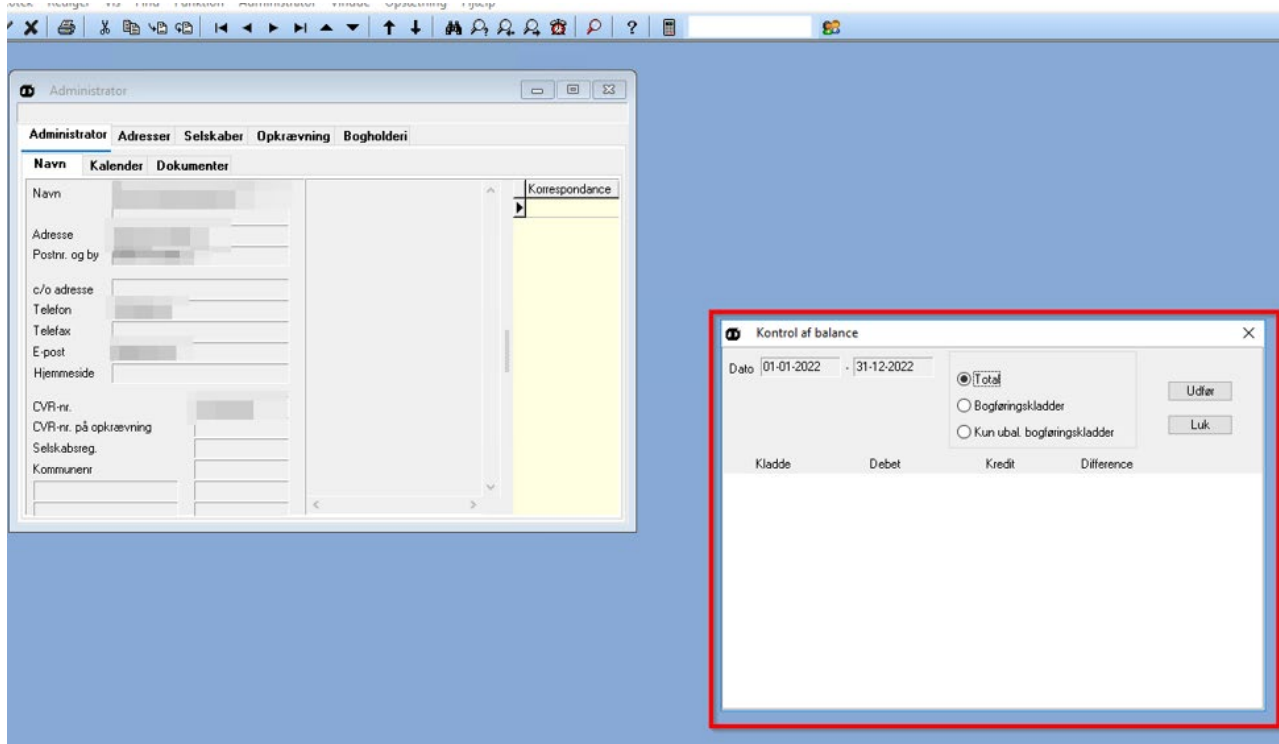 Administrator
Administrator Adresser Selskaber Opkrævning Bogholderi
Navn Kalender Dokumenter
Navn
Adresse
Postnr. og by
c/o adresse
Telefon
Telefax
E-post
Hjemmeside
CVR-nr.
CVR-nr. på opkrævning
Selskabsreg.
Kommunenr
Korrespondance
Kontrol af balance
Dato 01-01-2022 - 31-12-2022
Total
Bogføringskladder
Kun ubal. bogføringskladder
Udfør
Luk
Kladde Debet Kredit Difference